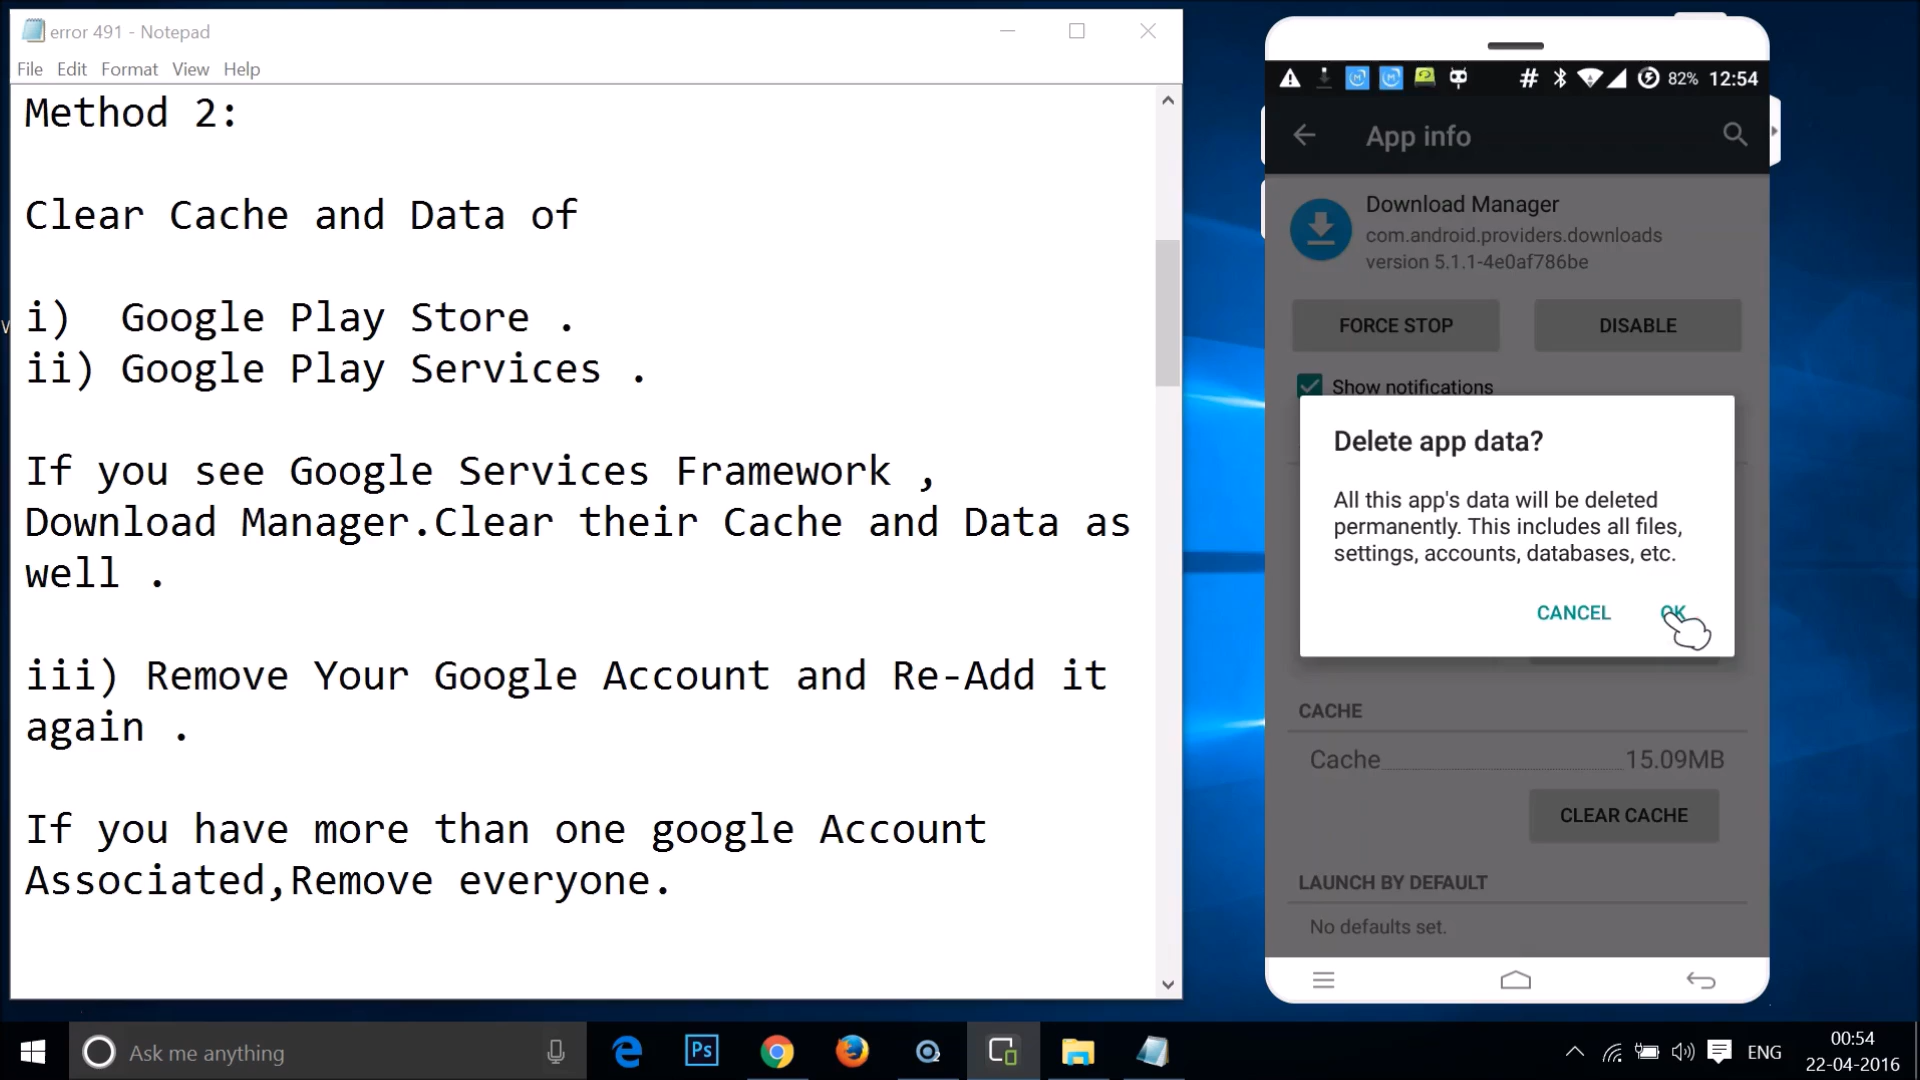 error 491 - Notepad
File Edit Format View Help
Method 2:
Clear Cache and Data of
i) Google Play Store .
ii) Google Play Services .
If you see Google Services Framework ,
Download Manager.Clear their Cache and Data as
well .
iii) Remove Your Google Account and Re-Add it
again .
If you have more than one google Account
Associated,Remove everyone.
82% 12:54
App info
Download Manager
com.android.providers.downloads
version 5.1.1-4e0af786be
FORCE STOP DISABLE
Show notifications
Delete app data?
All this app's data will be deleted
permanently. This includes all files,
settings, accounts, databases, etc.
CANCEL OK
CACHE
Cache 15.09MB
CLEAR CACHE
LAUNCH BY DEFAULT
No defaults set.
Ask me anything
Ps
ENG
00:54
22-04-2016